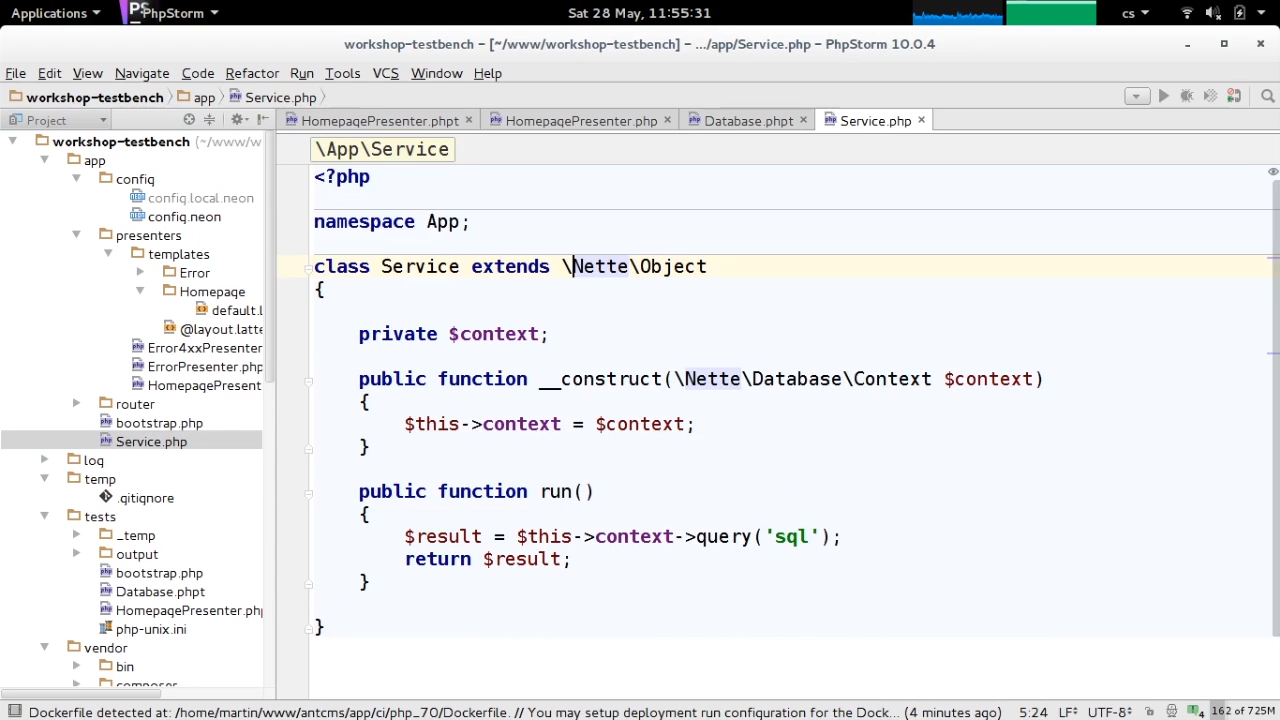 Applications PhpStorm Sat 28 May, 11:55:31 cs
workshop-testbench – [~/www/workshop-testbench] – .../app/Service.php – PhpStorm 10.0.4
File Edit View Navigate Code Refactor Run Tools VCS Window Help
workshop-testbench app Service.php
Project HomepagePresenter.phpt HomepagePresenter.php Database.phpt Service.php
workshop-testbench (~/www/w
app
config
config.local.neon
config.neon
presenters
templates
Error
Homepage
default.l
@layout.latte
Error4xxPresenter
ErrorPresenter.php
HomepagePresent
router
bootstrap.php
Service.php
log
temp
.gitignore
tests
_temp
output
bootstrap.php
Database.phpt
HomepagePresenter.php
php-unix.ini
vendor
bin
composer
\App\Service
<?php
namespace App;
class Service extends \Nette\Object
{
private $context;
public function __construct(\Nette\Database\Context $context)
{
$this->context = $context;
}
public function run()
{
$result = $this->context->query('sql');
return $result;
}
}
Dockerfile detected at: /home/martin/www/antcms/app/ci/php_70/Dockerfile. // You may setup deployment run configuration for the Dock... (4 minutes ago) 5:24 LF÷ UTF-8÷ 4 162 of 725M